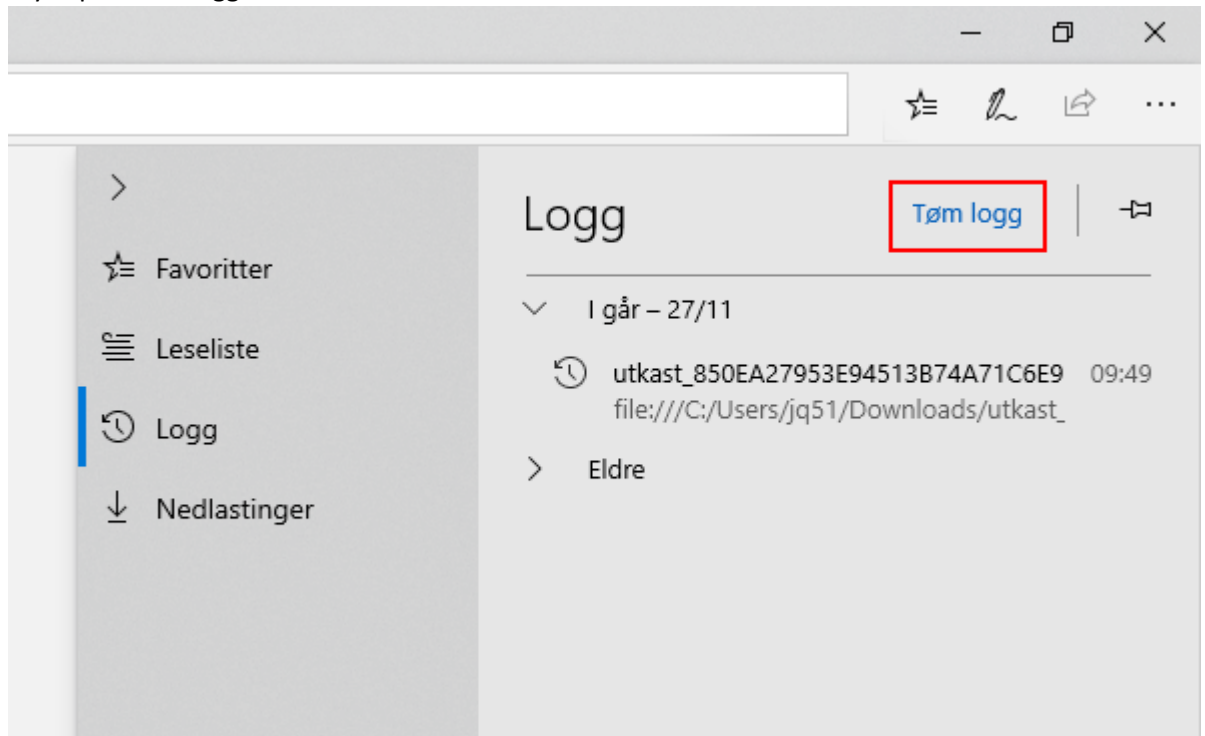 Favoritter
Leseliste
Logg
Nedlastinger
Logg
Tøm logg
I går – 27/11
utkast_850EA27953E94513B74A71C6E9 09:49
file:///C:/Users/jq51/Downloads/utkast_
Eldre